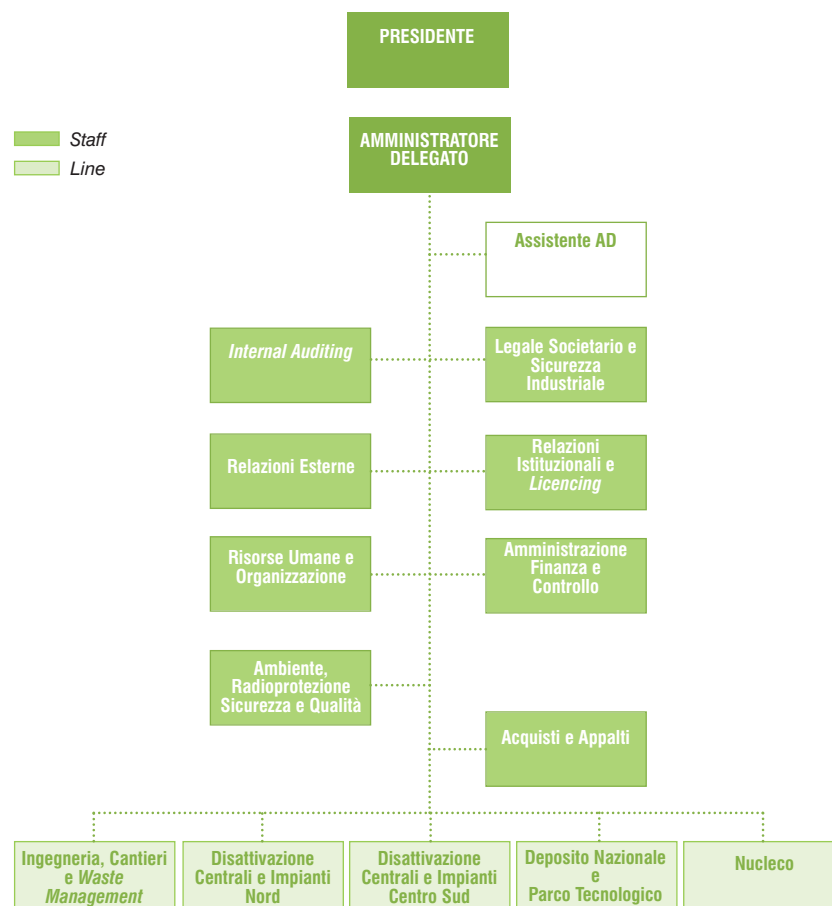 PRESIDENTE
Staff
Line
AMMINISTRATORE
DELEGATO
Assistente AD
Internal Auditing
Legale Societario e
Sicurezza
Industriale
Relazioni Esterne
Relazioni
Istituzionali e
Licencing
Risorse Umane e
Organizzazione
Amministrazione
Finanza e
Controllo
Ambiente,
Radioprotezione
Sicurezza e Qualità
Acquisti e Appalti
Ingegneria, Cantieri
e Waste
Management
Disattivazione
Centrali e Impianti
Nord
Disattivazione
Centrali e Impianti
Centro Sud
Deposito Nazionale
e
Parco Tecnologico
Nucleco